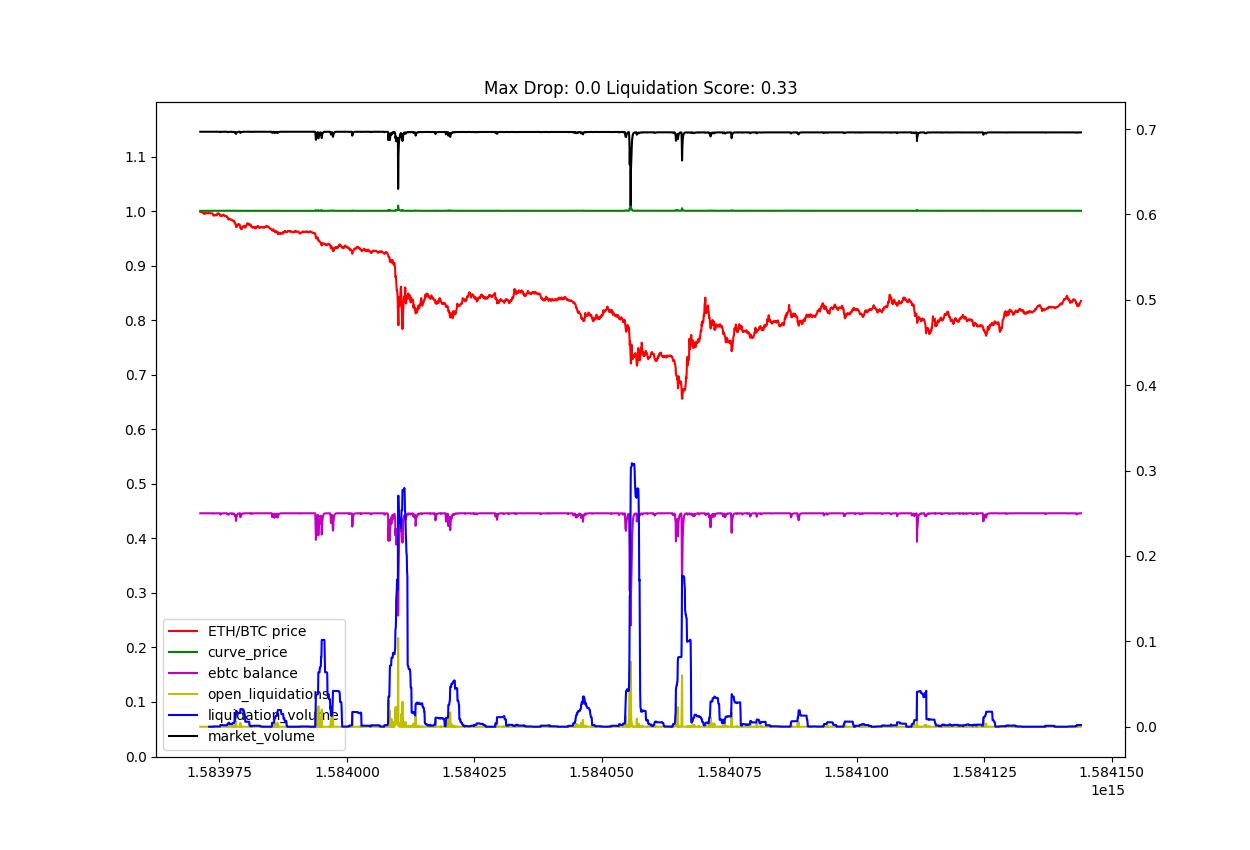 Max Drop: 0.0 Liquidation Score: 0.33
1.1
1.0
0.9
0.8
0.7
0.6
0.5
0.4
0.3
0.2
0.1
0.0
0.7
0.6
0.5
0.4
0.3
0.2
0.1
0.0
ETH/BTC price
curve_price
ebtc balance
open_liquidations
liquidation_volume
market_volume
1.583975 1.584000 1.584025 1.584050 1.584075 1.584100 1.584125 1.584150
1e15